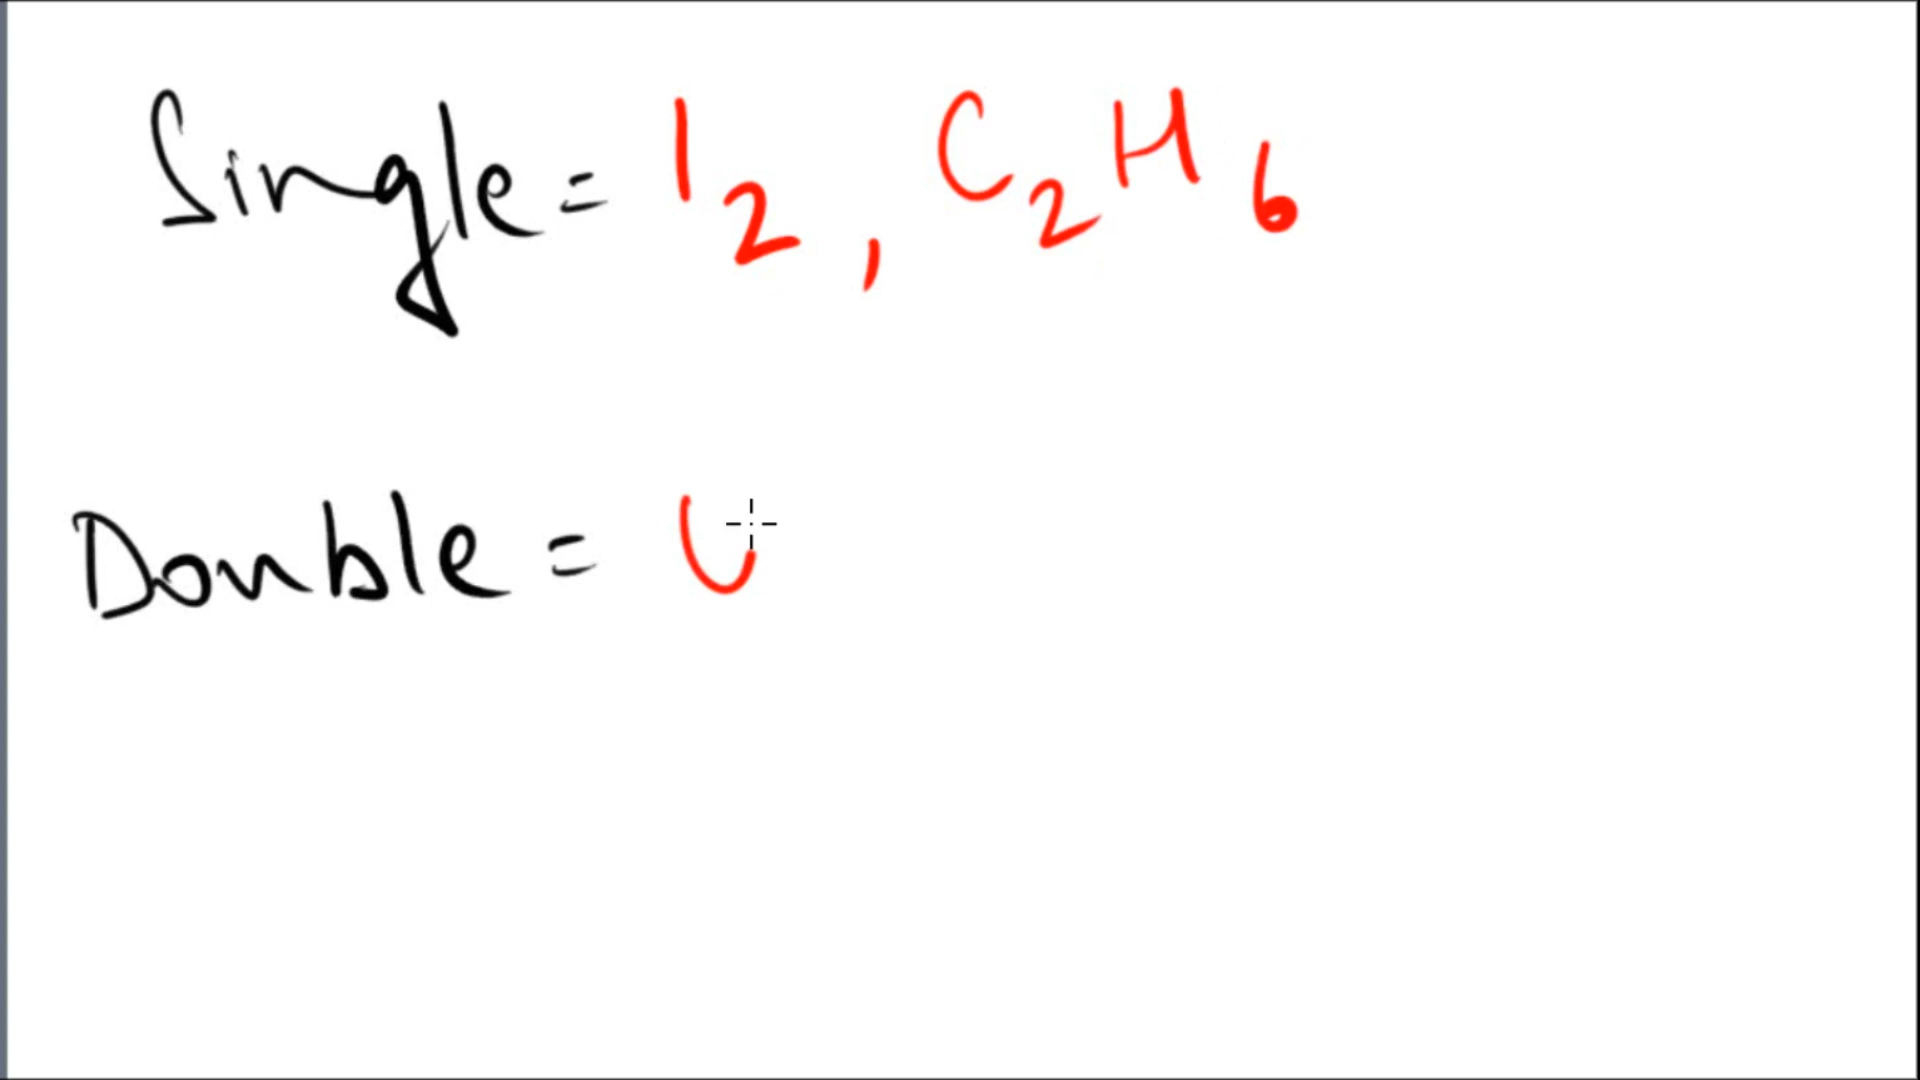 Single = I₂, C₂H₆
Double =